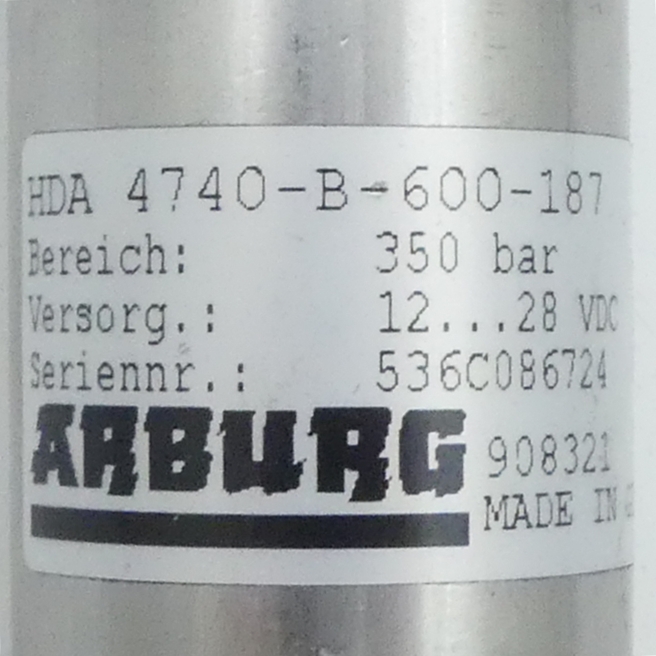 HDA 4740-B-600-187
Bereich: 350 bar
Versorg.: 12...28 VDC
Seriennr.: 536C086724
ARBURG 908321
MADE IN